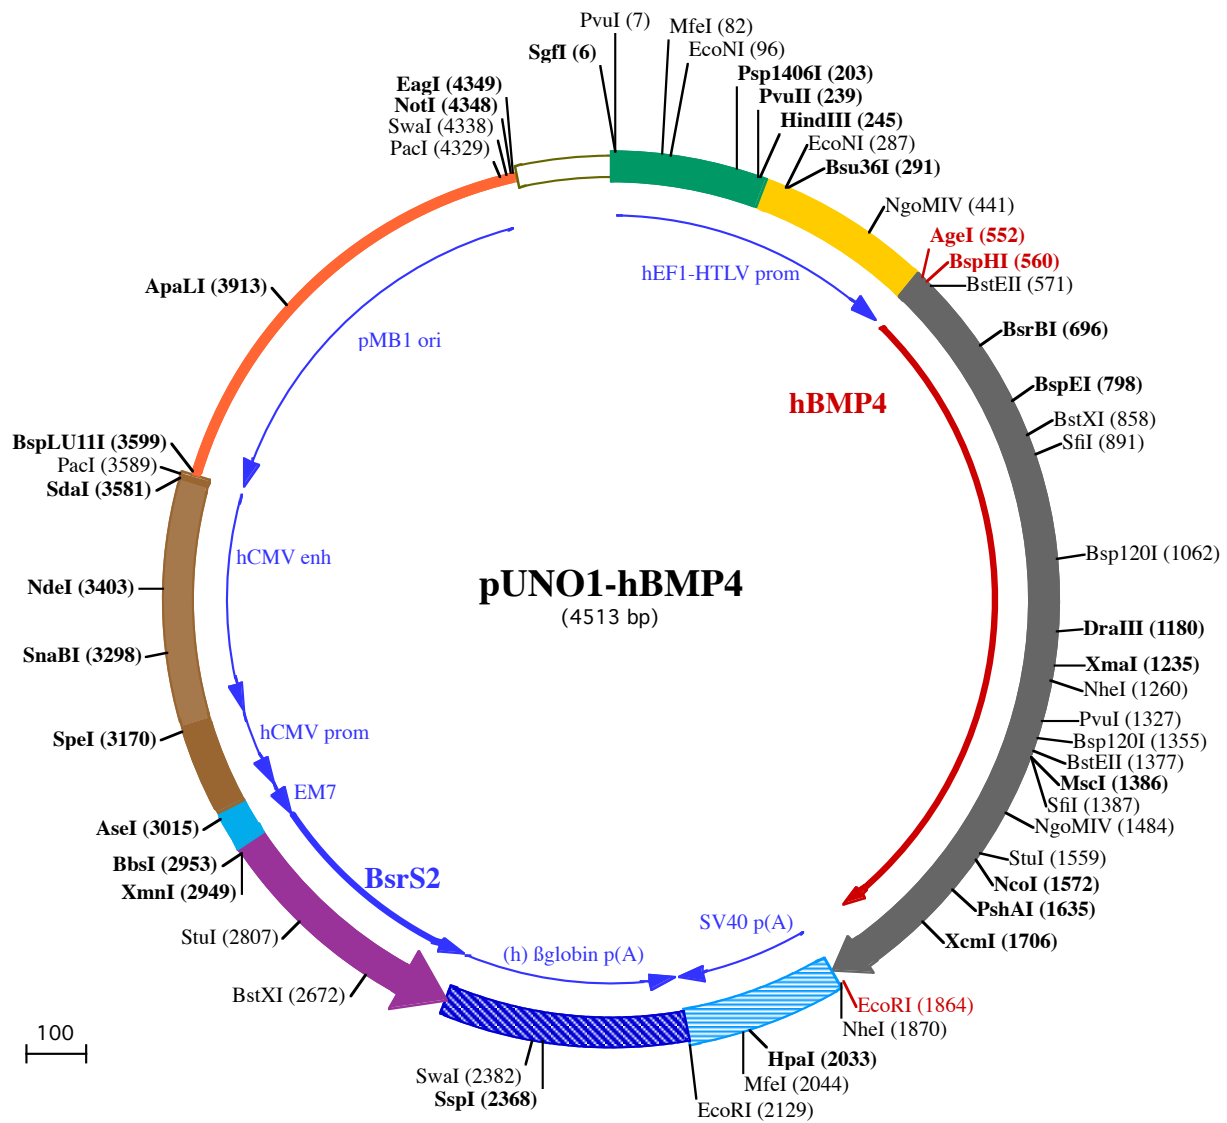 PvuI (7)
MfeI (82)
SgfI (6)
EcoNI (96)
Psp1406I (203)
EagI (4349)
PvuII (239)
NotI (4348)
HindIII (245)
SwaI (4338)
EcoNI (287)
PacI (4329)
Bsu36I (291)
NgoMIV (441)
AgeI (552)
BspHI (560)
hEF1-HTLV prom
BstEII (571)
ApaLI (3913)
BsrBI (696)
pMB1 ori
BspEI (798)
hBMP4
BstXI (858)
BspLU11I (3599)
SfiI (891)
PacI (3589)
SdaI (3581)
Bsp120I (1062)
hCMV enh
NdeI (3403)
pUNO1-hBMP4
(4513 bp)
DraIII (1180)
SnaBI (3298)
XmaI (1235)
NheI (1260)
PvuI (1327)
hCMV prom
SpeI (3170)
Bsp120I (1355)
BstEII (1377)
MscI (1386)
EM7
SfiI (1387)
AseI (3015)
NgoMIV (1484)
StuI (1559)
BbsI (2953)
BsrS2
NcoI (1572)
XmnI (2949)
PshAI (1635)
SV40 p(A)
StuI (2807)
XcmI (1706)
(h) ßglobin p(A)
BstXI (2672)
EcoRI (1864)
NheI (1870)
100
HpaI (2033)
SwaI (2382)
MfeI (2044)
SspI (2368)
EcoRI (2129)